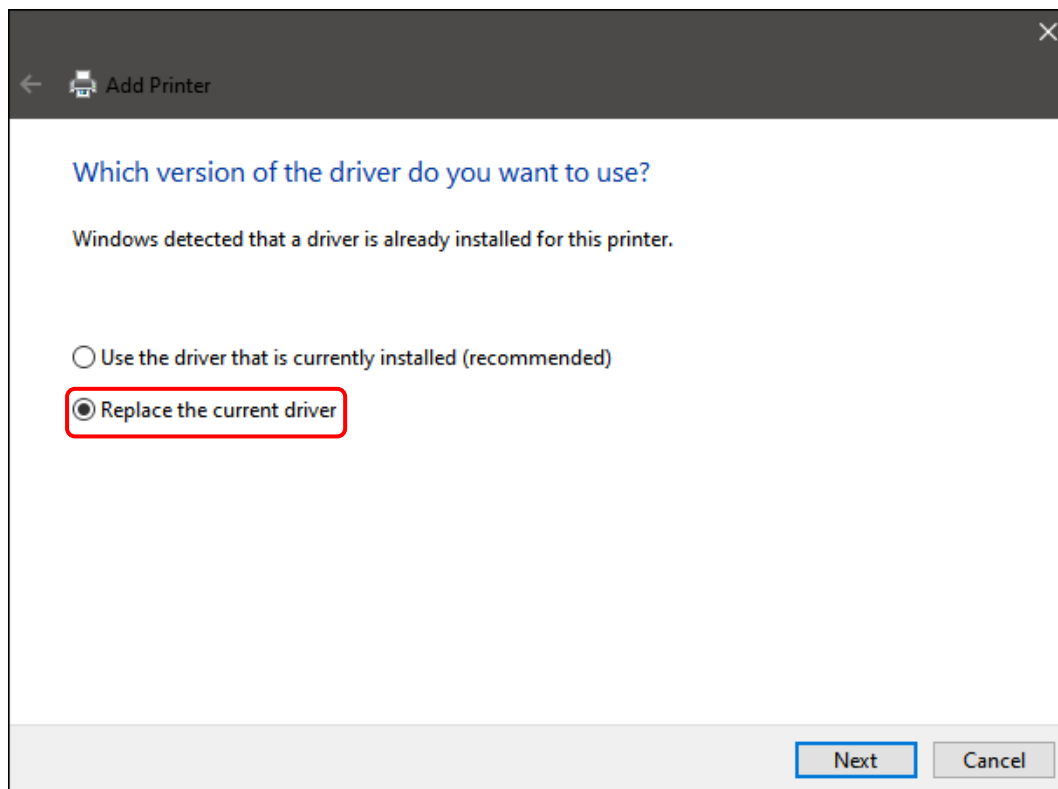 Add Printer
Which version of the driver do you want to use?
Windows detected that a driver is already installed for this printer.
Use the driver that is currently installed (recommended)
Replace the current driver
Next
Cancel